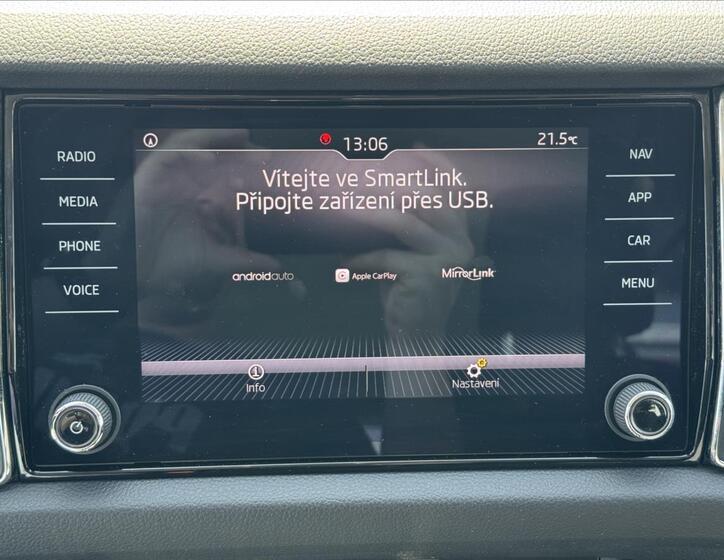 13:06
21.5°C
RADIO
MEDIA
PHONE
VOICE
Vítejte ve SmartLink.
Připojte zařízení přes USB.
androidauto
Apple CarPlay
MirrorLink
Info
Nastavení
NAV
APP
CAR
MENU